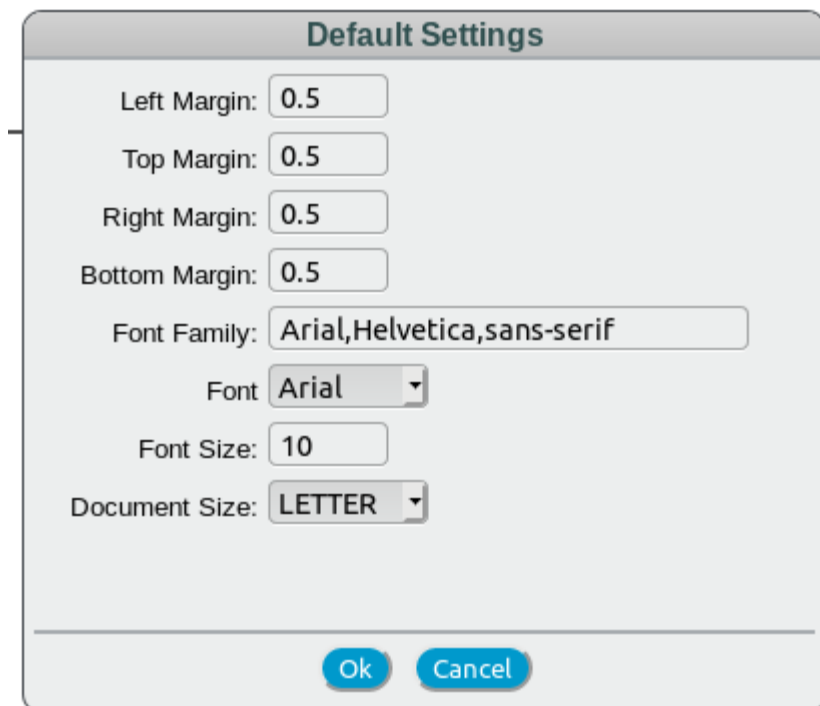 Default Settings
Left Margin: 0.5
Top Margin: 0.5
Right Margin: 0.5
Bottom Margin: 0.5
Font Family: Arial,Helvetica,sans-serif
Font Arial
Font Size: 10
Document Size: LETTER
Ok Cancel